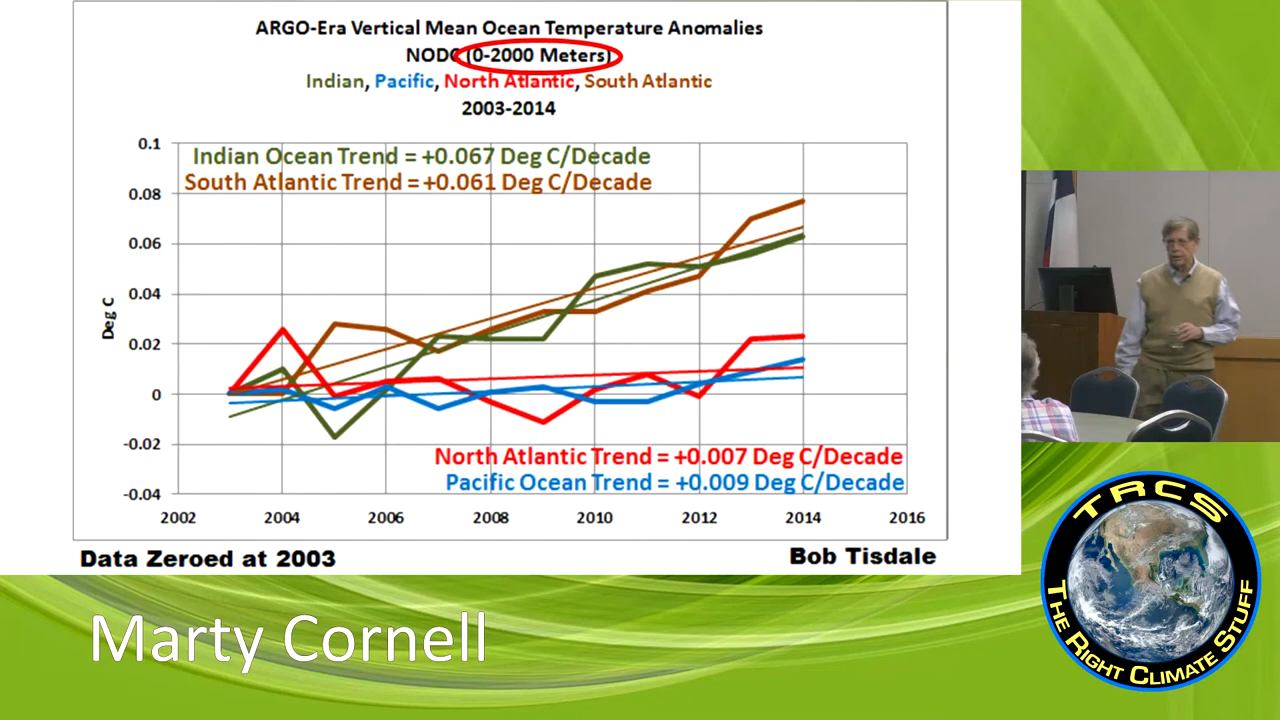 ARGO-Era Vertical Mean Ocean Temperature Anomalies
NODC (0-2000 Meters)
Indian, Pacific, North Atlantic, South Atlantic
2003-2014
Indian Ocean Trend = +0.067 Deg C/Decade
South Atlantic Trend = +0.061 Deg C/Decade
0.1
0.08
0.06
0.04
0.02
0
-0.02
-0.04
Deg C
North Atlantic Trend = +0.007 Deg C/Decade
Pacific Ocean Trend = +0.009 Deg C/Decade
2002 2004 2006 2008 2010 2012 2014 2016
Data Zeroed at 2003 Bob Tisdale
Marty Cornell
TRCS
THE RIGHT CLIMATE STUFF